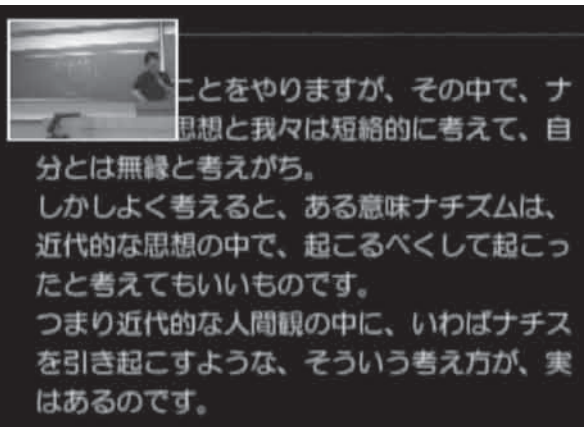 ことをやりますが、その中で、ナ
思想と我々は短絡的に考えて、自
分とは無縁と考えがち。
しかしよく考えると、ある意味ナチズムは、
近代的な思想の中で、起こるべくして起こっ
たと考えてもいいものです。
つまり近代的な人間観の中に、いわばナチス
を引き起こすような、そういう考え方が、実
はあるのです。